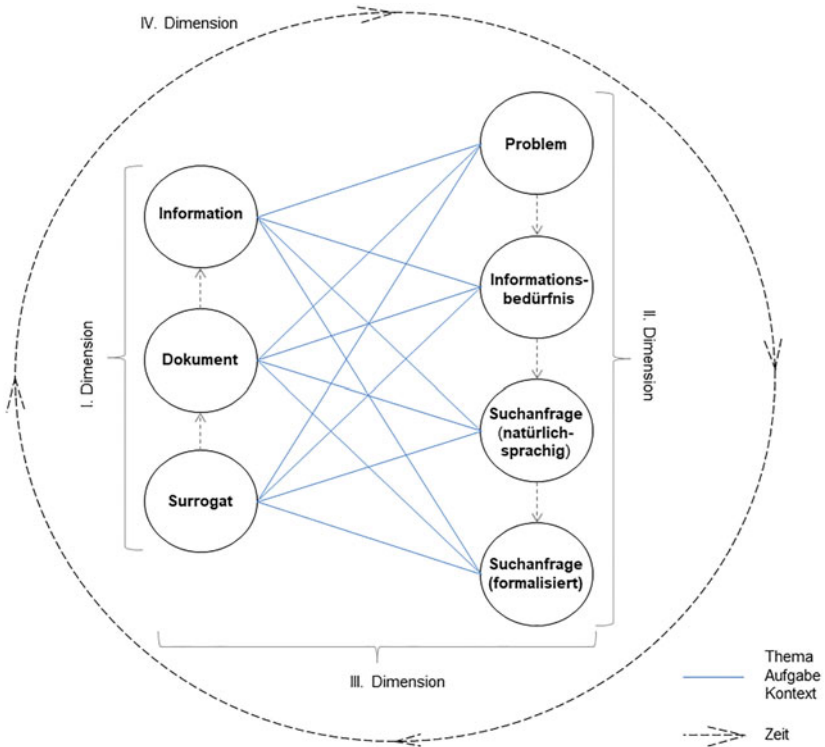 IV. Dimension
Problem
Information
Informations-
bedürfnis
II. Dimension
I. Dimension
Dokument
Suchanfrage
(natürlich-
sprachig)
Surrogat
Suchanfrage
(formalisiert)
III. Dimension
Thema
Aufgabe
Kontext
Zeit